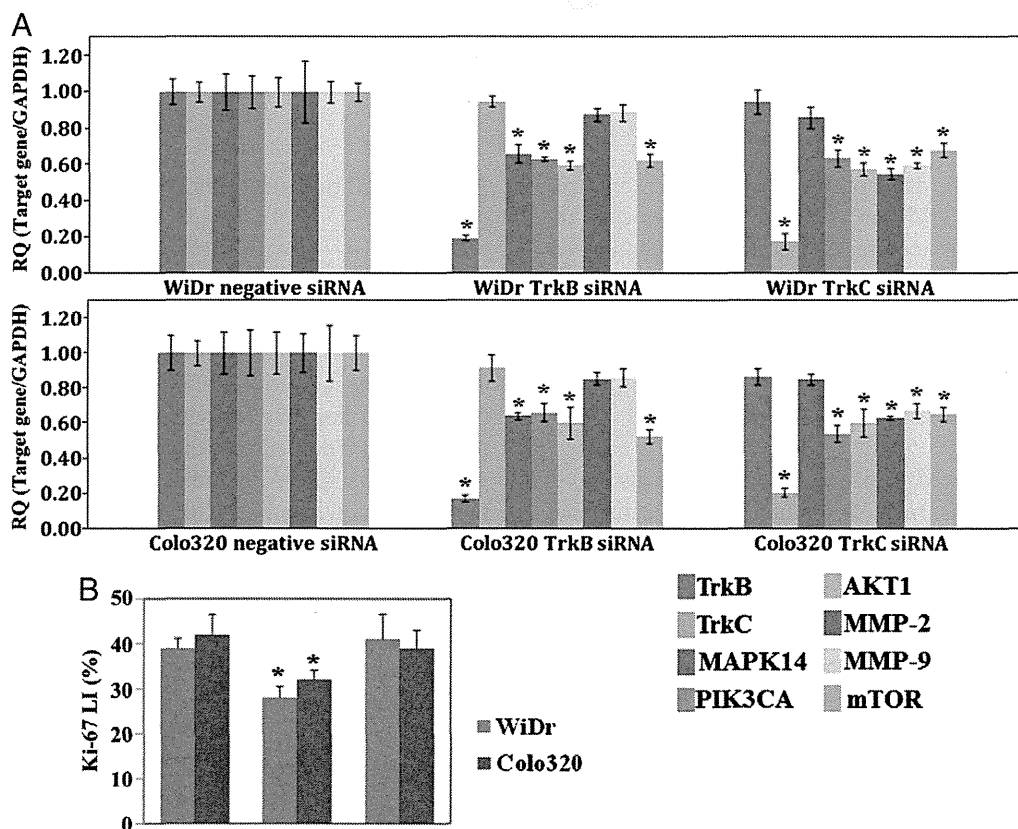 A
RQ (Target gene/GAPDH)
1.20
1.00
0.80
0.60
0.40
0.20
0.00
* * * * *
* * * * * *
WiDr negative siRNA WiDr TrkB siRNA WiDr TrkC siRNA
RQ (Target gene/GAPDH)
1.20
1.00
0.80
0.60
0.40
0.20
0.00
* * * * *
* * * * * *
Colo320 negative siRNA Colo320 TrkB siRNA Colo320 TrkC siRNA
B
Ki-67 LI (%)
50
40
30
20
10
0
* *
WiDr
Colo320
TrkB AKT1
TrkC MMP-2
MAPK14 MMP-9
PIK3CA mTOR